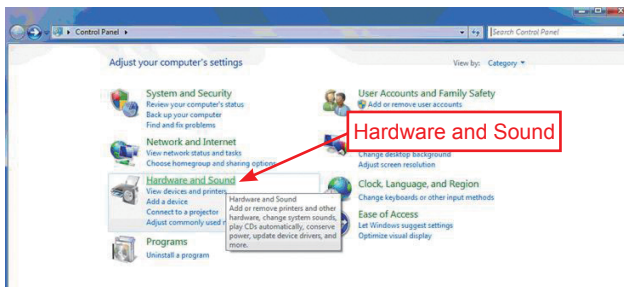 Control Panel
Search Control Panel
Adjust your computer's settings
View by: Category
System and Security
Review your computer's status
Back up your computer
Find and fix problems
Network and Internet
View network status and tasks
Choose homegroup and sharing options
Hardware and Sound
View devices and printers
Add a device
Connect to a projector
Adjust commonly used
Hardware and Sound
Add or remove printers and other
hardware, change system sounds,
play CDs automatically, conserve
power, update device drivers, and
more.
Programs
Uninstall a program
User Accounts and Family Safety
Add or remove user accounts
Hardware and Sound
Change desktop background
Adjust screen resolution
Clock, Language, and Region
Change keyboards or other input methods
Ease of Access
Let Windows suggest settings
Optimize visual display